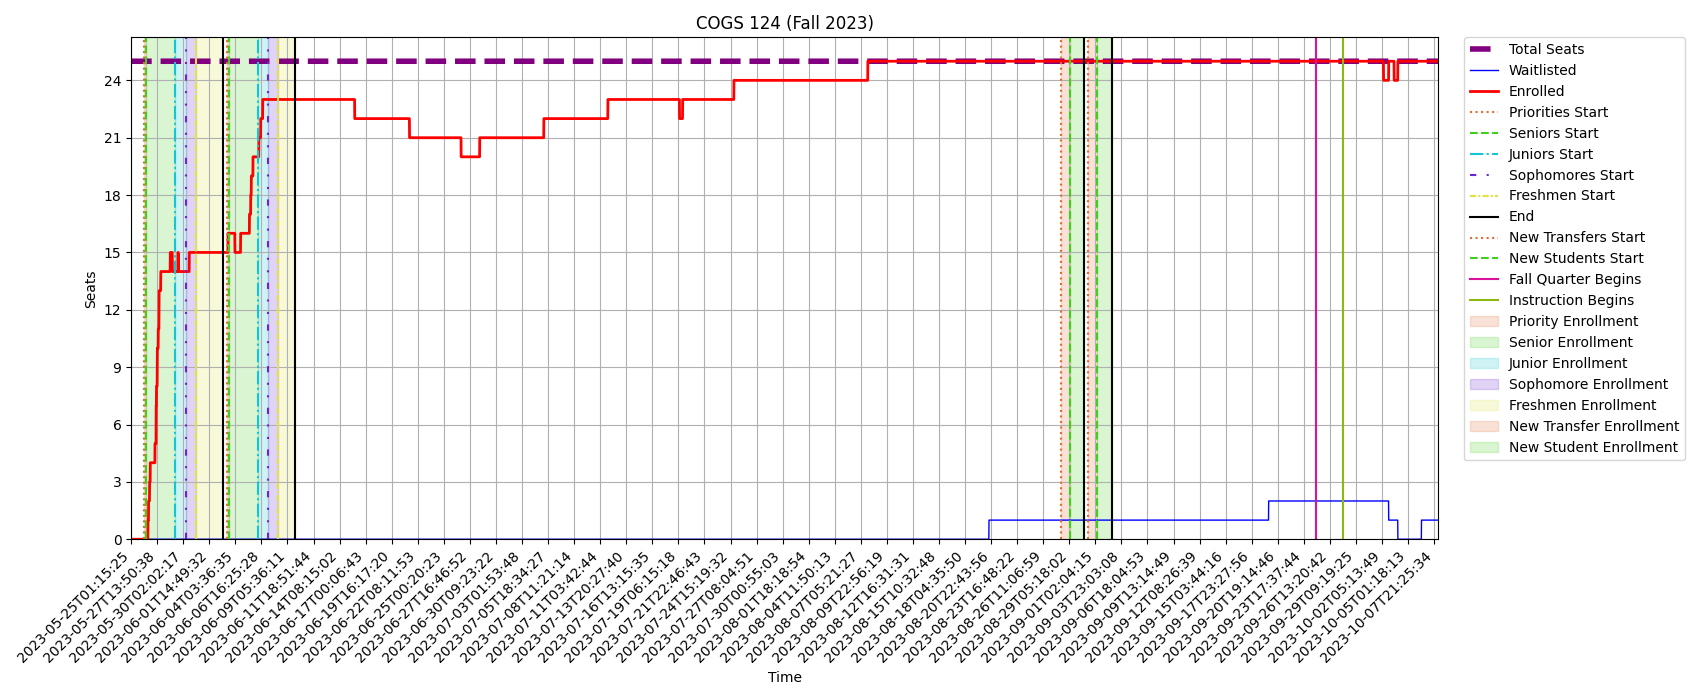 COGS 124 (Fall 2023)
Seats
24
21
18
15
12
9
6
3
0
2023-05-25T01:15:25
2023-05-27T13:50:38
2023-05-30T02:02:17
2023-06-01T14:49:32
2023-06-04T03:36:35
2023-06-06T16:25:28
2023-06-09T05:36:11
2023-06-11T18:51:44
2023-06-14T08:15:02
2023-06-17T00:06:43
2023-06-19T16:17:20
2023-06-22T08:11:53
2023-06-25T00:20:23
2023-06-27T16:46:52
2023-06-30T09:23:22
2023-07-03T01:53:48
2023-07-05T18:34:27
2023-07-08T11:21:14
2023-07-11T03:42:44
2023-07-13T20:27:40
2023-07-16T13:15:35
2023-07-19T06:15:18
2023-07-21T22:46:43
2023-07-24T15:19:32
2023-07-27T08:04:51
2023-07-30T00:55:03
2023-08-01T18:18:54
2023-08-04T11:50:13
2023-08-07T05:21:27
2023-08-09T22:56:19
2023-08-12T16:31:31
2023-08-15T10:32:48
2023-08-18T04:35:50
2023-08-20T22:43:56
2023-08-23T16:48:22
2023-08-26T11:06:59
2023-08-29T05:18:02
2023-09-01T02:04:15
2023-09-03T23:03:08
2023-09-06T18:04:53
2023-09-09T13:14:49
2023-09-12T08:26:39
2023-09-15T03:44:16
2023-09-17T23:27:56
2023-09-20T19:14:46
2023-09-23T17:37:44
2023-09-26T13:20:42
2023-09-29T09:19:25
2023-10-02T05:13:49
2023-10-05T01:18:13
2023-10-07T21:25:34
Time
Total Seats
Waitlisted
Enrolled
Priorities Start
Seniors Start
Juniors Start
Sophomores Start
Freshmen Start
End
New Transfers Start
New Students Start
Fall Quarter Begins
Instruction Begins
Priority Enrollment
Senior Enrollment
Junior Enrollment
Sophomore Enrollment
Freshmen Enrollment
New Transfer Enrollment
New Student Enrollment